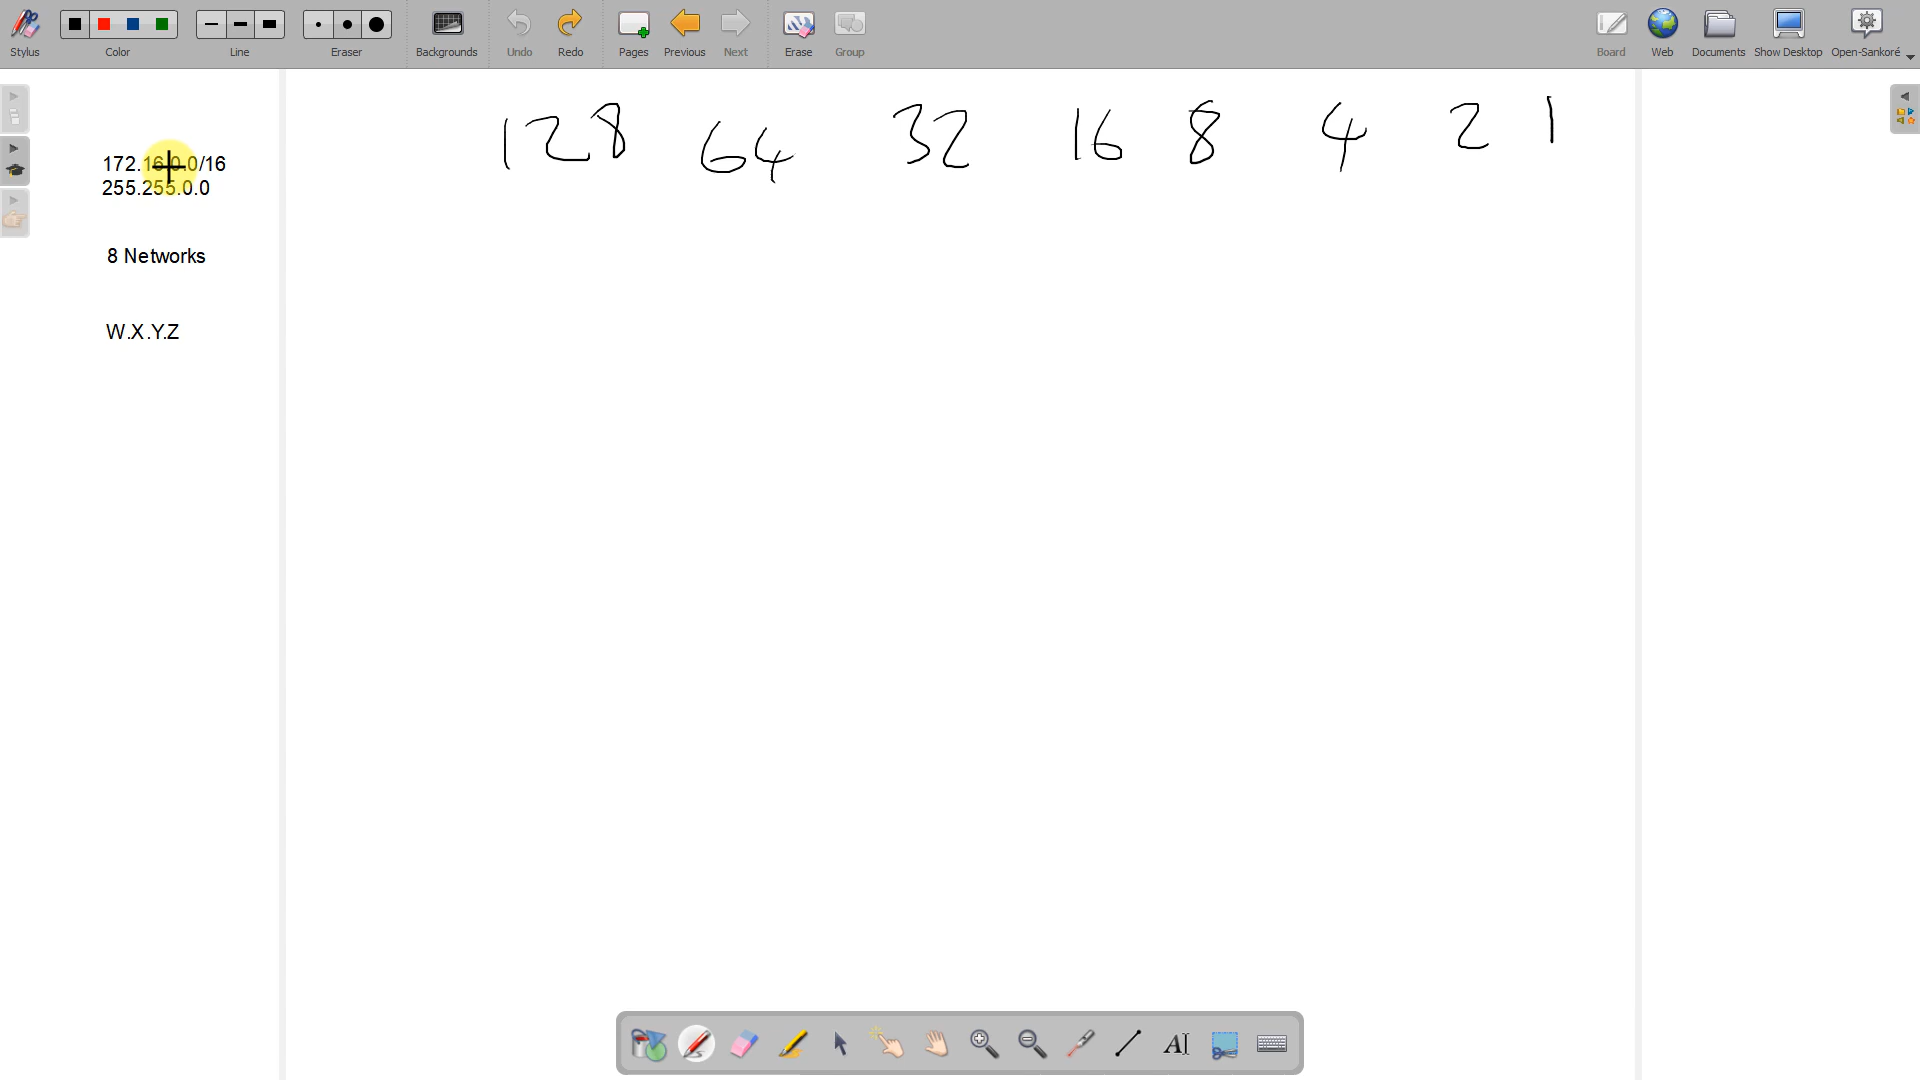 Stylus Color Line Eraser Backgrounds Undo Redo Pages Previous Next Erase Group Board Web Documents Show Desktop Open-Sankoré
128 64 32 16 8 4 2 1
172.16.0.0/16
255.255.0.0
8 Networks
W.X.Y.Z